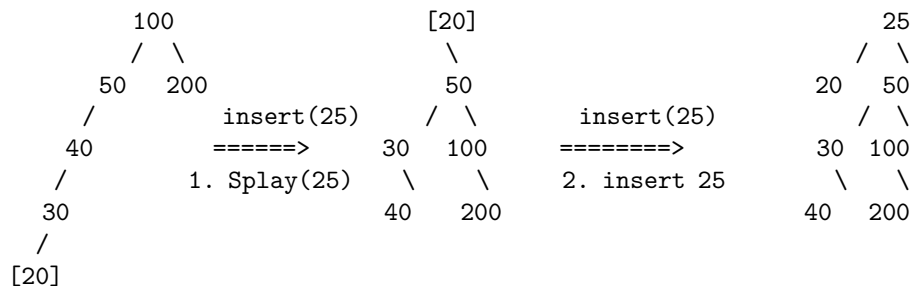 100 [20] 25
/ \ \ / \
50 200 50 20 50
/ insert(25) / \ insert(25) / \
40 ======> 30 100 ========> 30 100
/ 1. Splay(25) \ \ 2. insert 25 \ \
30 40 200 40 200
/
[20]